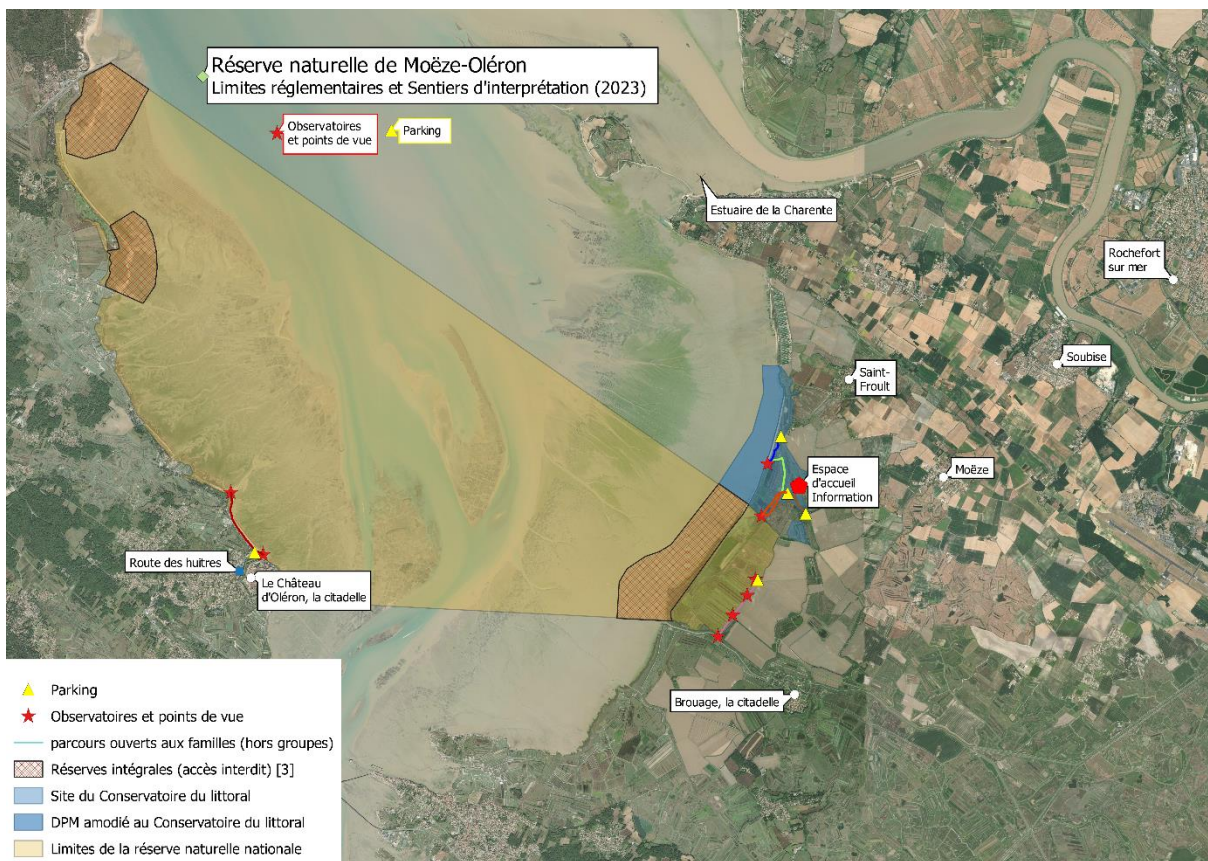 Réserve naturelle de Moëze-Oléron
Limites réglementaires et Sentiers d'interprétation (2023)
Observatoires
et points de vue
Parking
Estuaire de la Charente
Rochefort
sur mer
Soubise
Saint-
Froult
Moëze
Espace
d'accueil
Information
Route des huitres
Le Château
d'Oléron, la citadelle
Brouage, la citadelle
Parking
Observatoires et points de vue
parcours ouverts aux familles (hors groupes)
Réserves intégrales (accès interdit) [3]
Site du Conservatoire du littoral
DPM amodié au Conservatoire du littoral
Limites de la réserve naturelle nationale